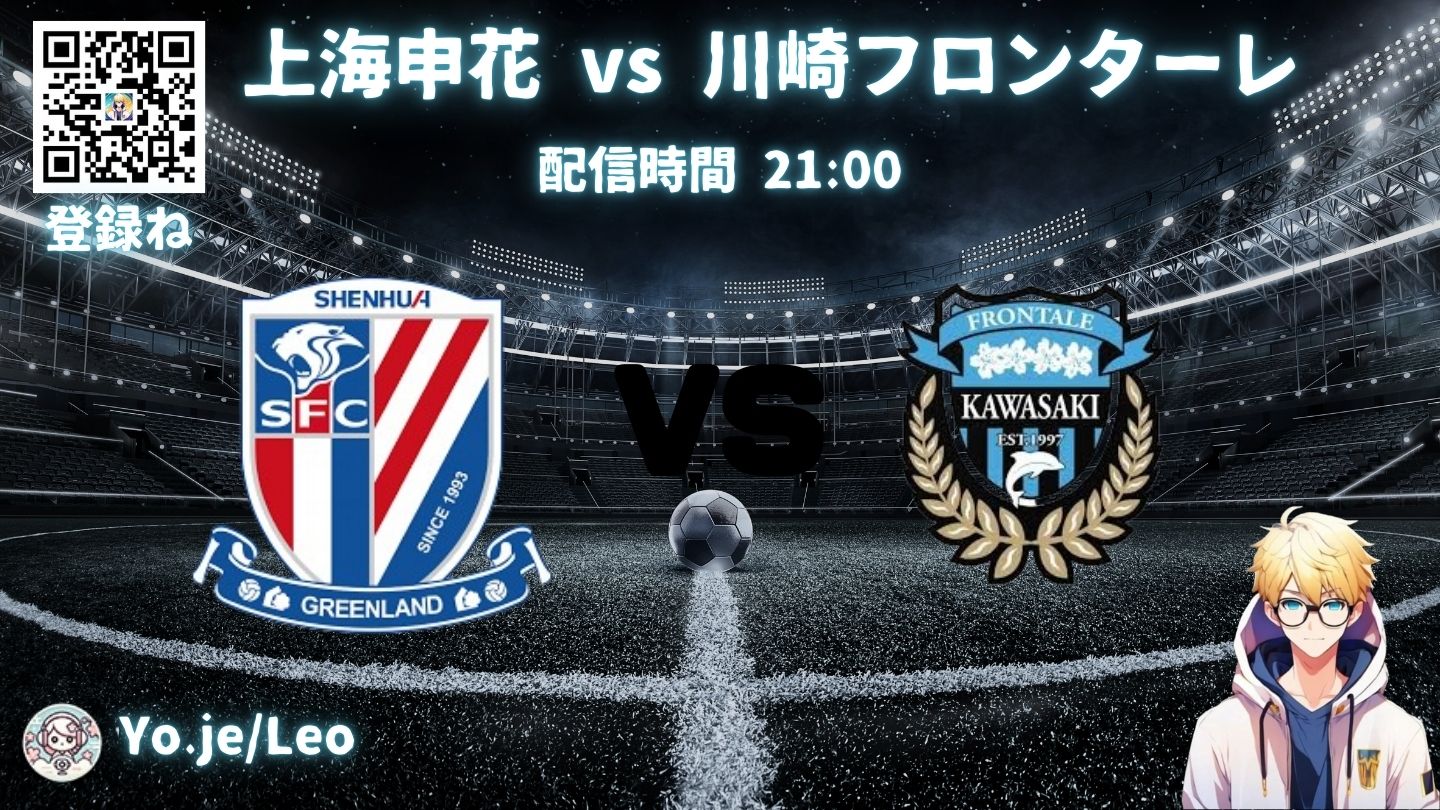 上海申花 vs 川崎フロンターレ
配信時間 21:00
登録ね
SHENHUA
SFC
SINCE 1993
GREENLAND
VS
FRONTALE
KAWASAKI
EST.1997
Yo.je/Leo